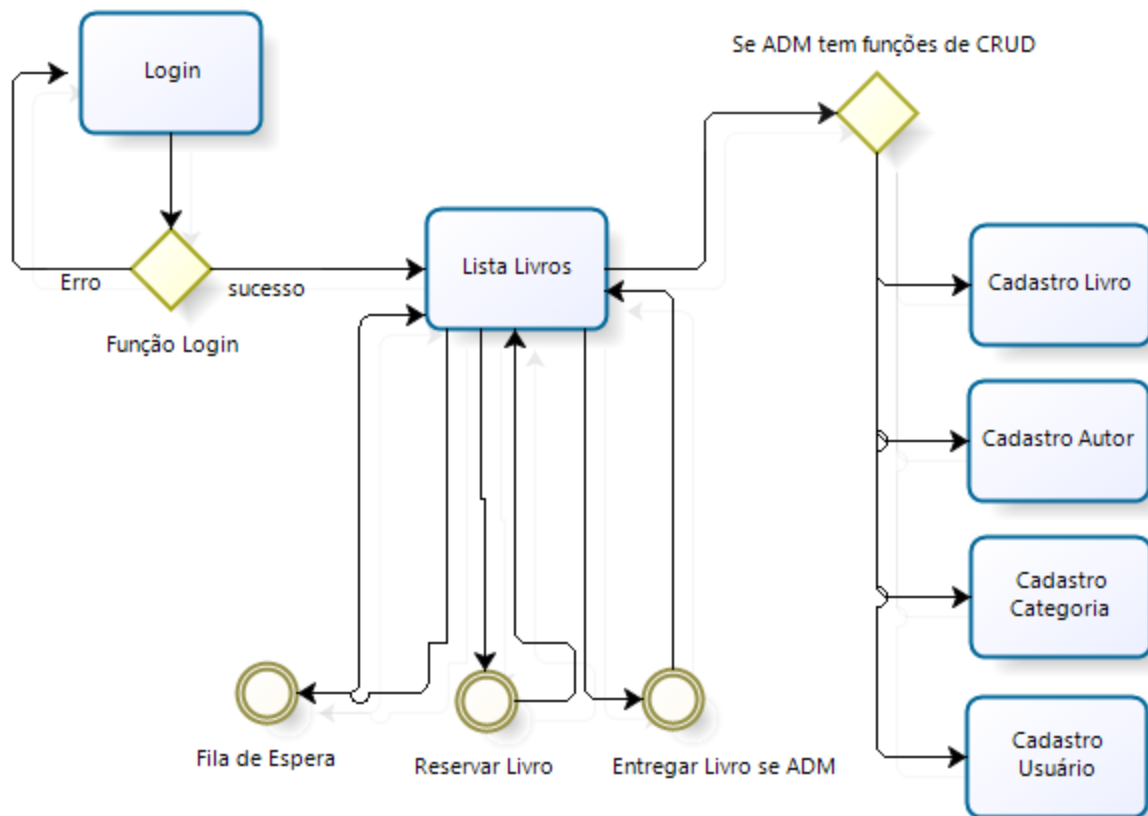 Se ADM tem funções de CRUD
Login
Erro
sucesso
Função Login
Lista Livros
Cadastro Livro
Cadastro Autor
Cadastro
Categoria
Cadastro
Usuário
Fila de Espera
Reservar Livro
Entregar Livro se ADM